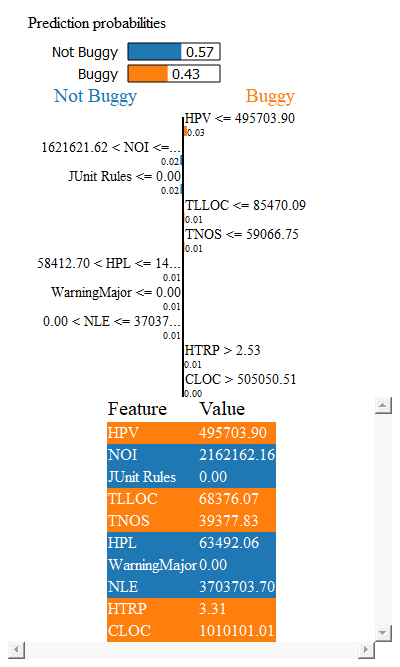 Prediction probabilities
Not Buggy 0.57
Buggy 0.43
Not Buggy Buggy
HPV <= 495703.90
0.03
1621621.62 < NOI <=...
0.02
JUnit Rules <= 0.00
0.02
TLLOC <= 85470.09
0.01
TNOS <= 59066.75
0.01
58412.70 < HPL <= 14...
0.01
WarningMajor <= 0.00
0.01
0.00 < NLE <= 37037...
0.01
HTRP > 2.53
0.01
CLOC > 505050.51
0.00
Feature Value
HPV 495703.90
NOI 2162162.16
JUnit Rules 0.00
TLLOC 68376.07
TNOS 39377.83
HPL 63492.06
WarningMajor 0.00
NLE 3703703.70
HTRP 3.31
CLOC 1010101.01